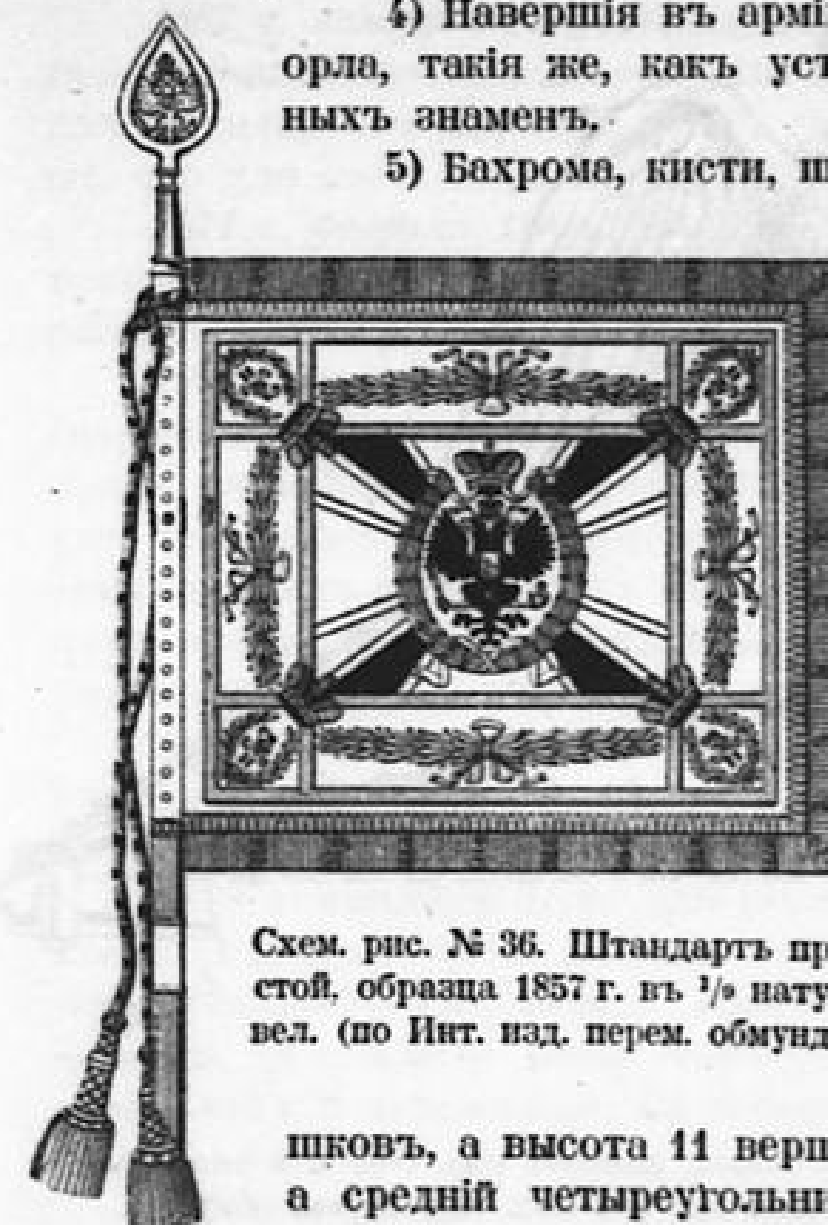 4) Навершія въ армі
орла, такія же, какъ уст
ныхъ знаменъ.
5) Бахрома, кисти, ш
Схем. рис. № 36. Штандартъ пр
стой, образца 1857 г. въ ¹/₉ нату
вел. (по Инт. изд. перем. обмунд
шковъ, а высота 11 верш
а средній четыреугольн